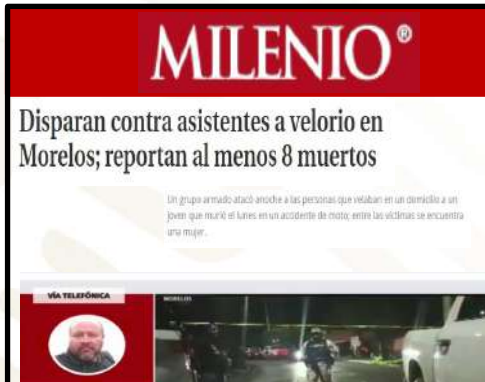 MILENIO®
Disparan contra asistentes a velorio en
Morelos; reportan al menos 8 muertos
Un grupo armado atacó anoche a las personas que velaban en un domicilio a un
joven que murió el lunes en un accidente de moto; entre las víctimas se encuentra
una mujer.
VÍA TELEFÓNICA
MORELOS